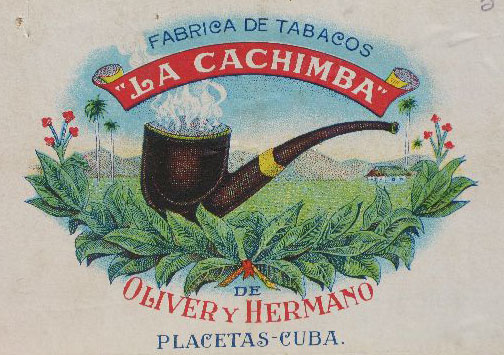 FABRICA DE TABACOS
"LA CACHIMBA"
DE
OLIVER Y HERMANO
PLACETAS-CUBA.